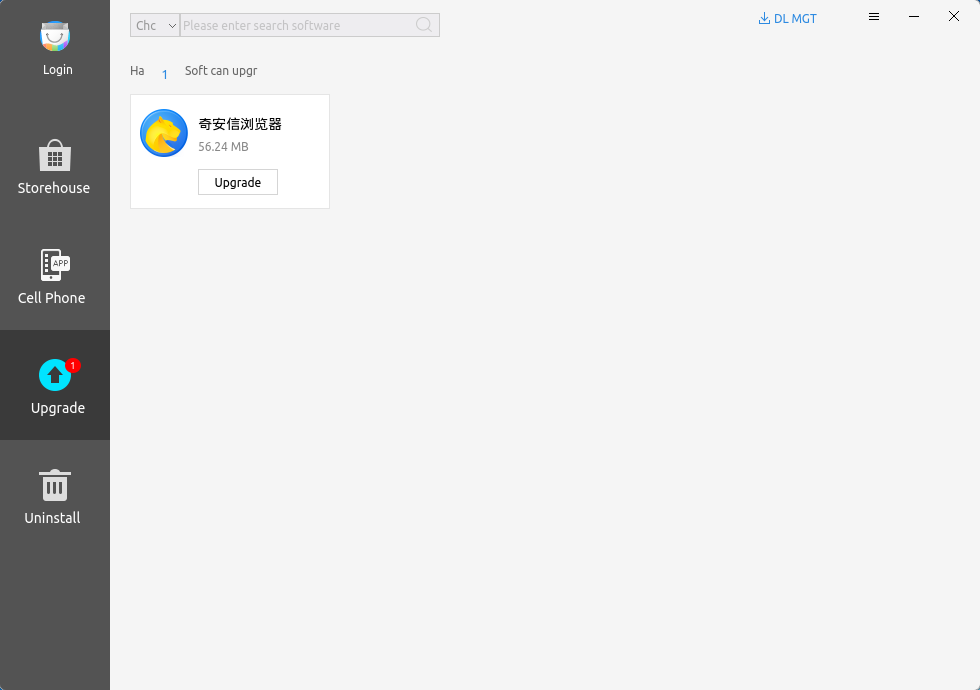 Login
Storehouse
APP
Cell Phone
1
Upgrade
Uninstall
Chc
Please enter search software
DL MGT
Ha 1 Soft can upgr
奇安信浏览器
56.24 MB
Upgrade